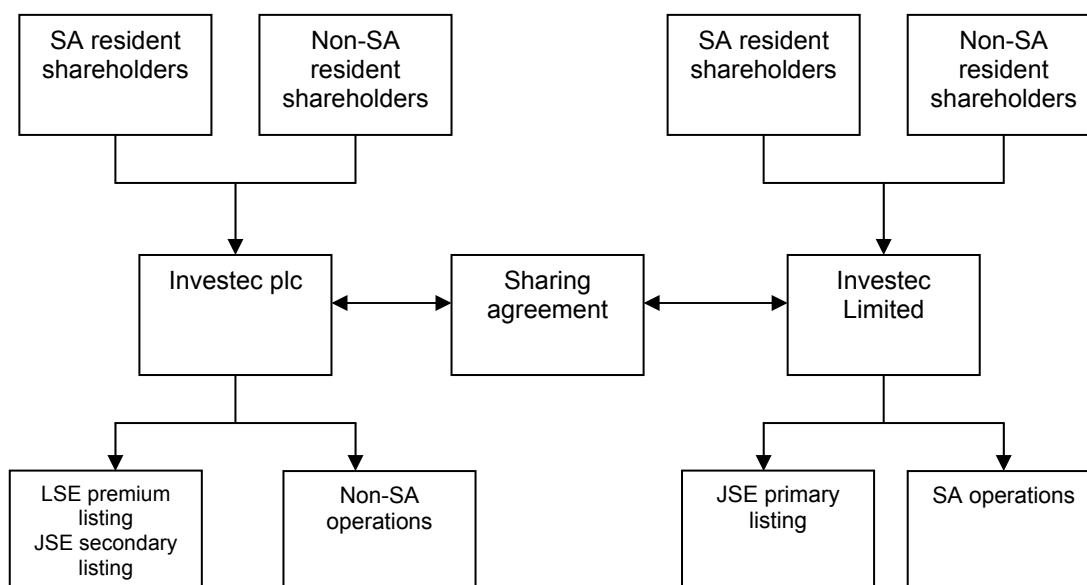 SA resident
shareholders
Non-SA
resident
shareholders
SA resident
shareholders
Non-SA
resident
shareholders
Investec plc
Sharing
agreement
Investec
Limited
LSE premium
listing
JSE secondary
listing
Non-SA
operations
JSE primary
listing
SA operations